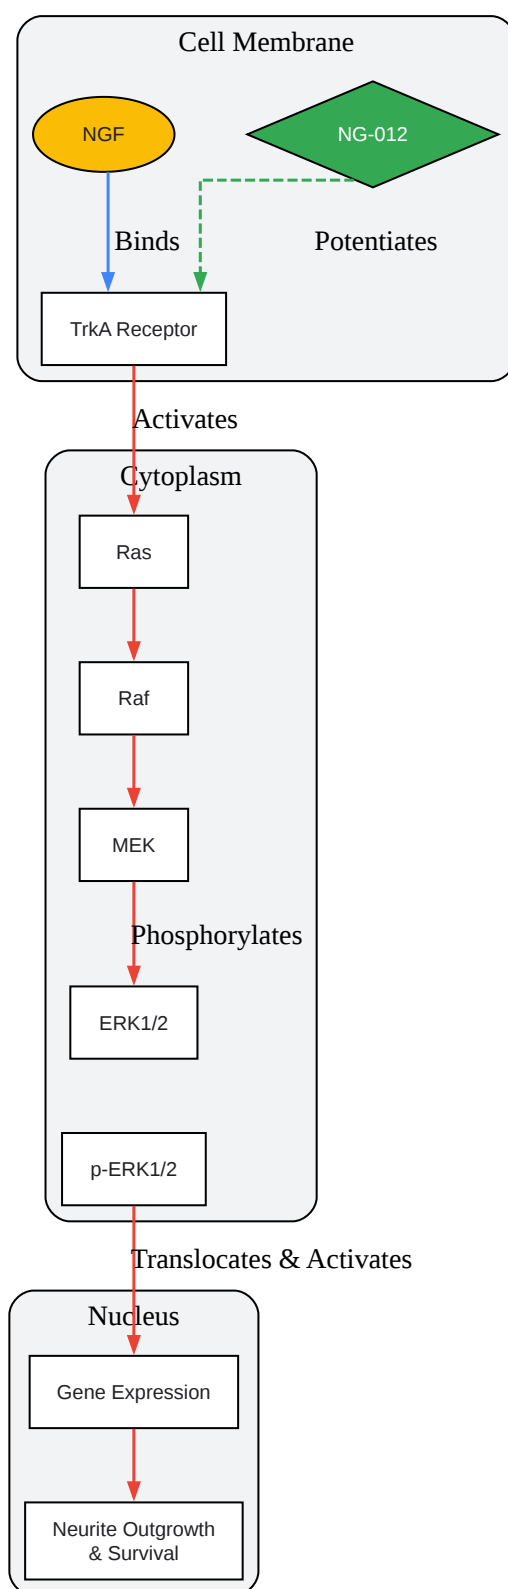 Cell Membrane
NGF
NG-012
Binds
Potentiates
TrkA Receptor
Activates
Cytoplasm
Ras
Raf
MEK
Phosphorylates
ERK1/2
p-ERK1/2
Translocates & Activates
Nucleus
Gene Expression
Neurite Outgrowth
& Survival